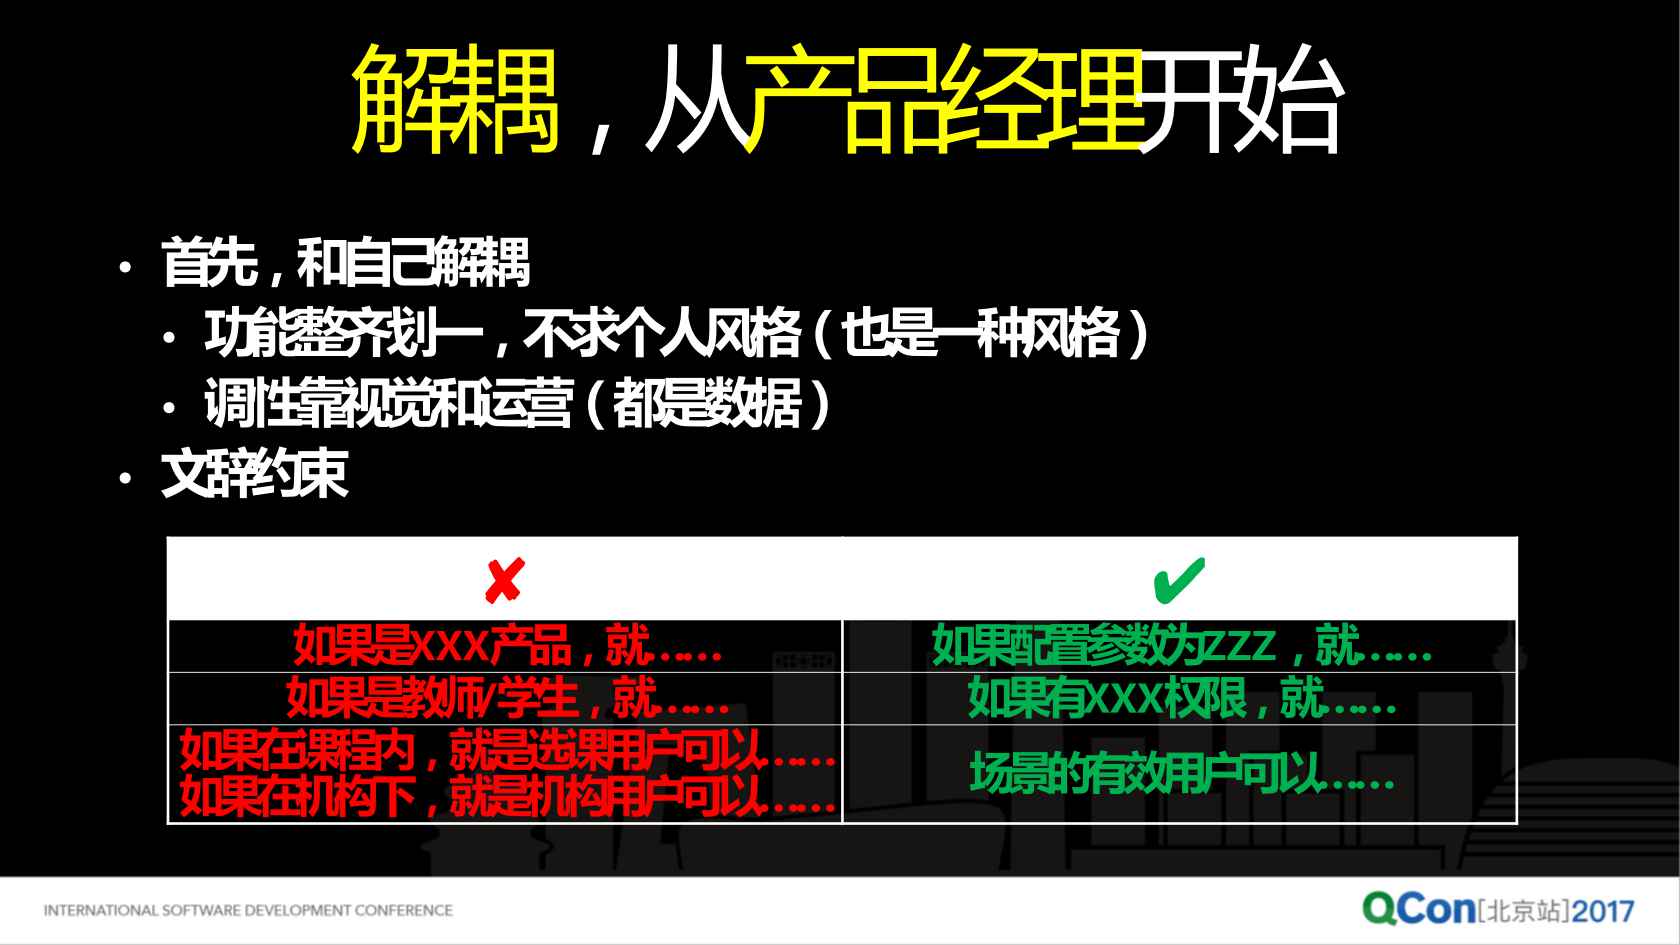 解耦，从产品经理开始
• 首先，和自己解耦
• 功能整齐划一，不求个人风格（也是一种风格）
• 调性靠视觉和运营（都是数据）
• 文辞约束
✘ ✔
如果是XXX产品，就…… 如果配置参数为ZZZ，就……
如果是教师/学生，就…… 如果有XXX权限，就……
如果在课程内，就是选课用户可以……
如果在机构下，就是机构用户可以……
场景的有效用户可以……
INTERNATIONAL SOFTWARE DEVELOPMENT CONFERENCE
QCon[北京站]2017